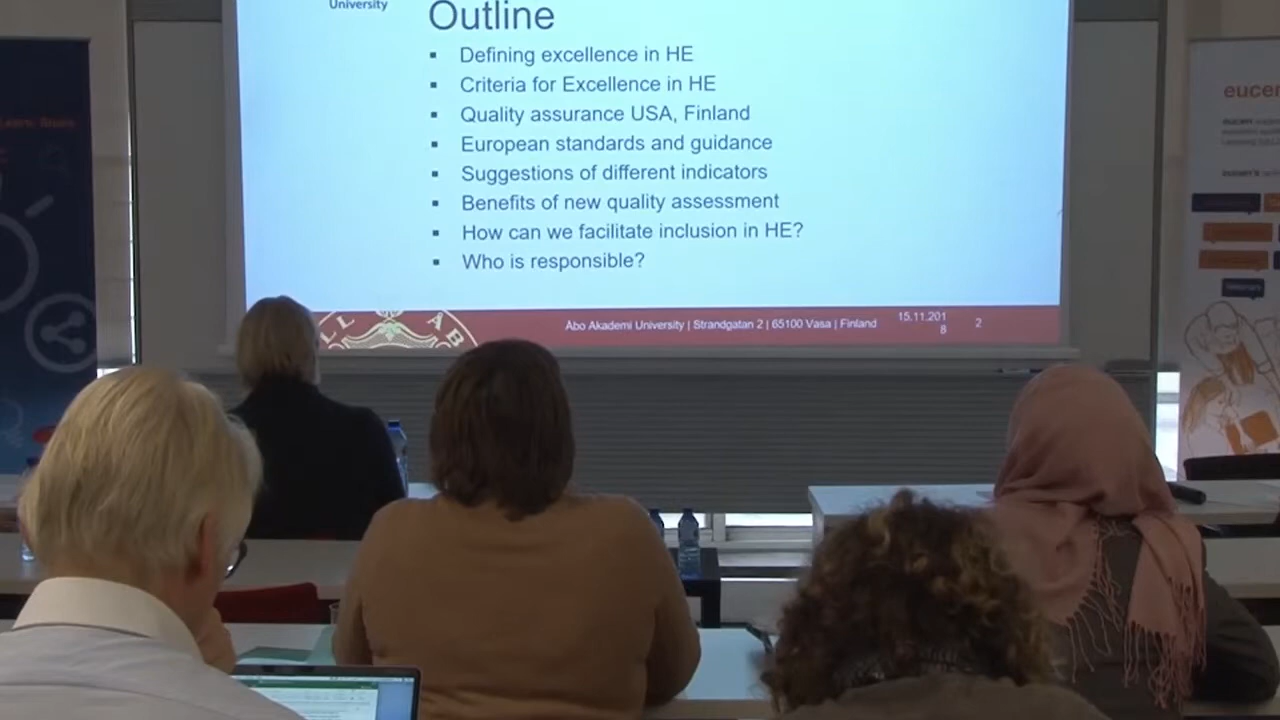 University
Outline
▪ Defining excellence in HE
▪ Criteria for Excellence in HE
▪ Quality assurance USA, Finland
▪ European standards and guidance
▪ Suggestions of different indicators
▪ Benefits of new quality assessment
▪ How can we facilitate inclusion in HE?
▪ Who is responsible?
Åbo Akademi University | Strandgatan 2 | 65100 Vasa | Finland
15.11.201
8
2
eucen